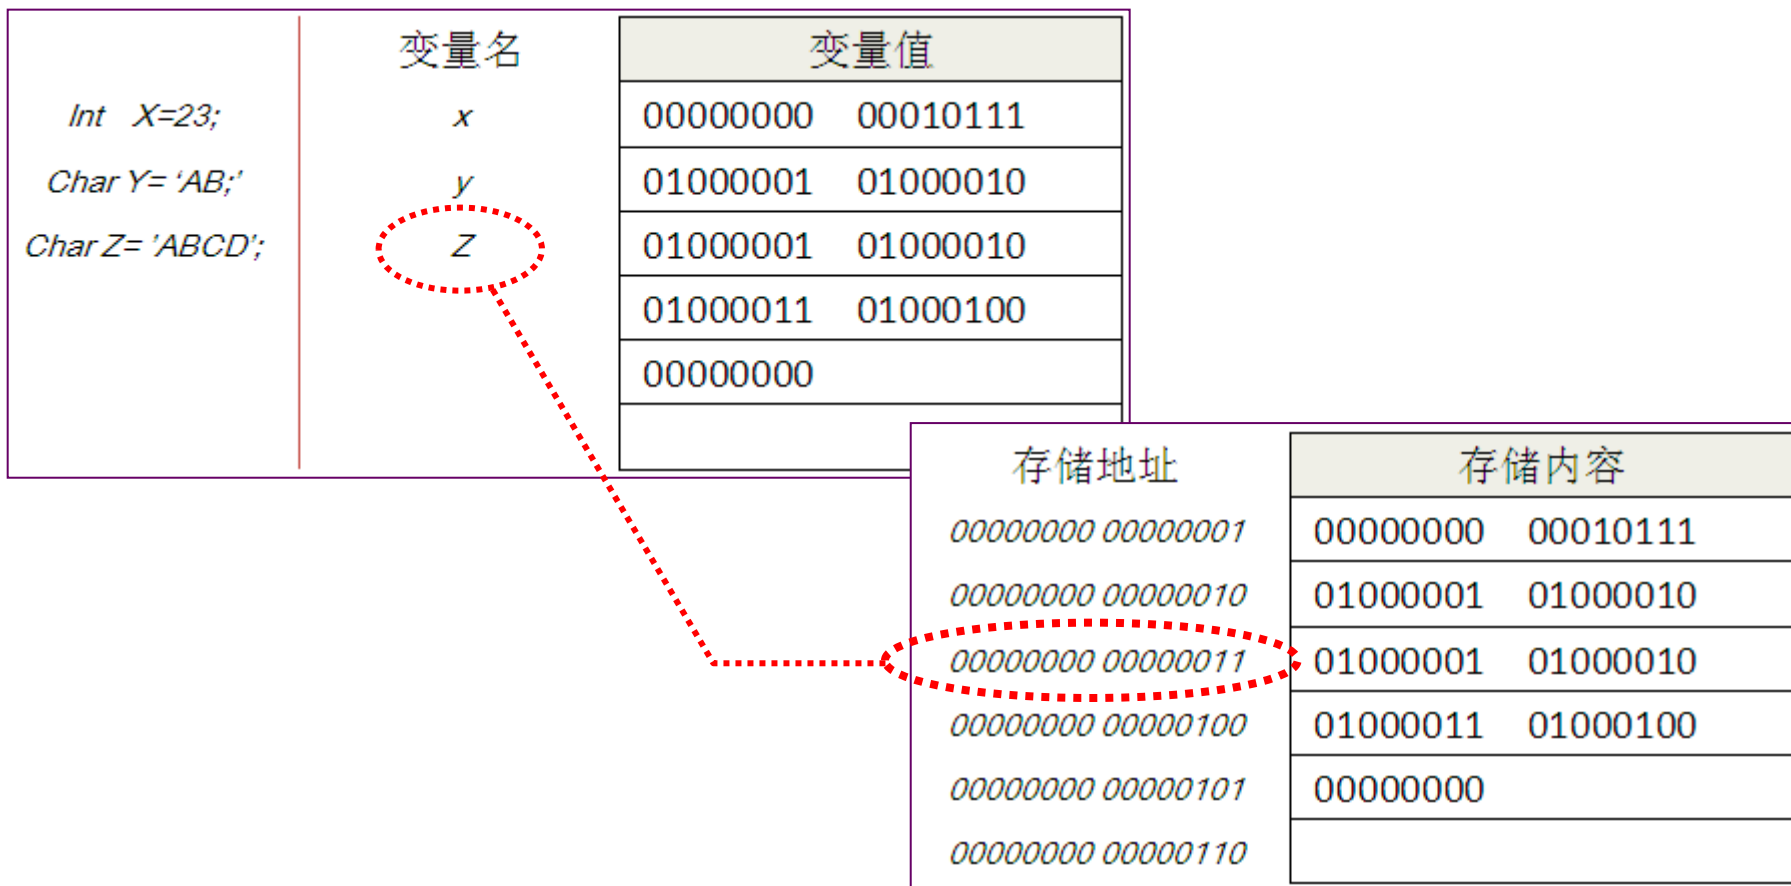 变量名 变量值
Int X=23; x 00000000 00010111
Char Y= ‘AB;’ y 01000001 01000010
Char Z= ’ABCD’; Z 01000001 01000010
01000011 01000100
00000000
存储地址 存储内容
00000000 00000001 00000000 00010111
00000000 00000010 01000001 01000010
00000000 00000011 01000001 01000010
00000000 00000100 01000011 01000100
00000000 00000101 00000000
00000000 00000110